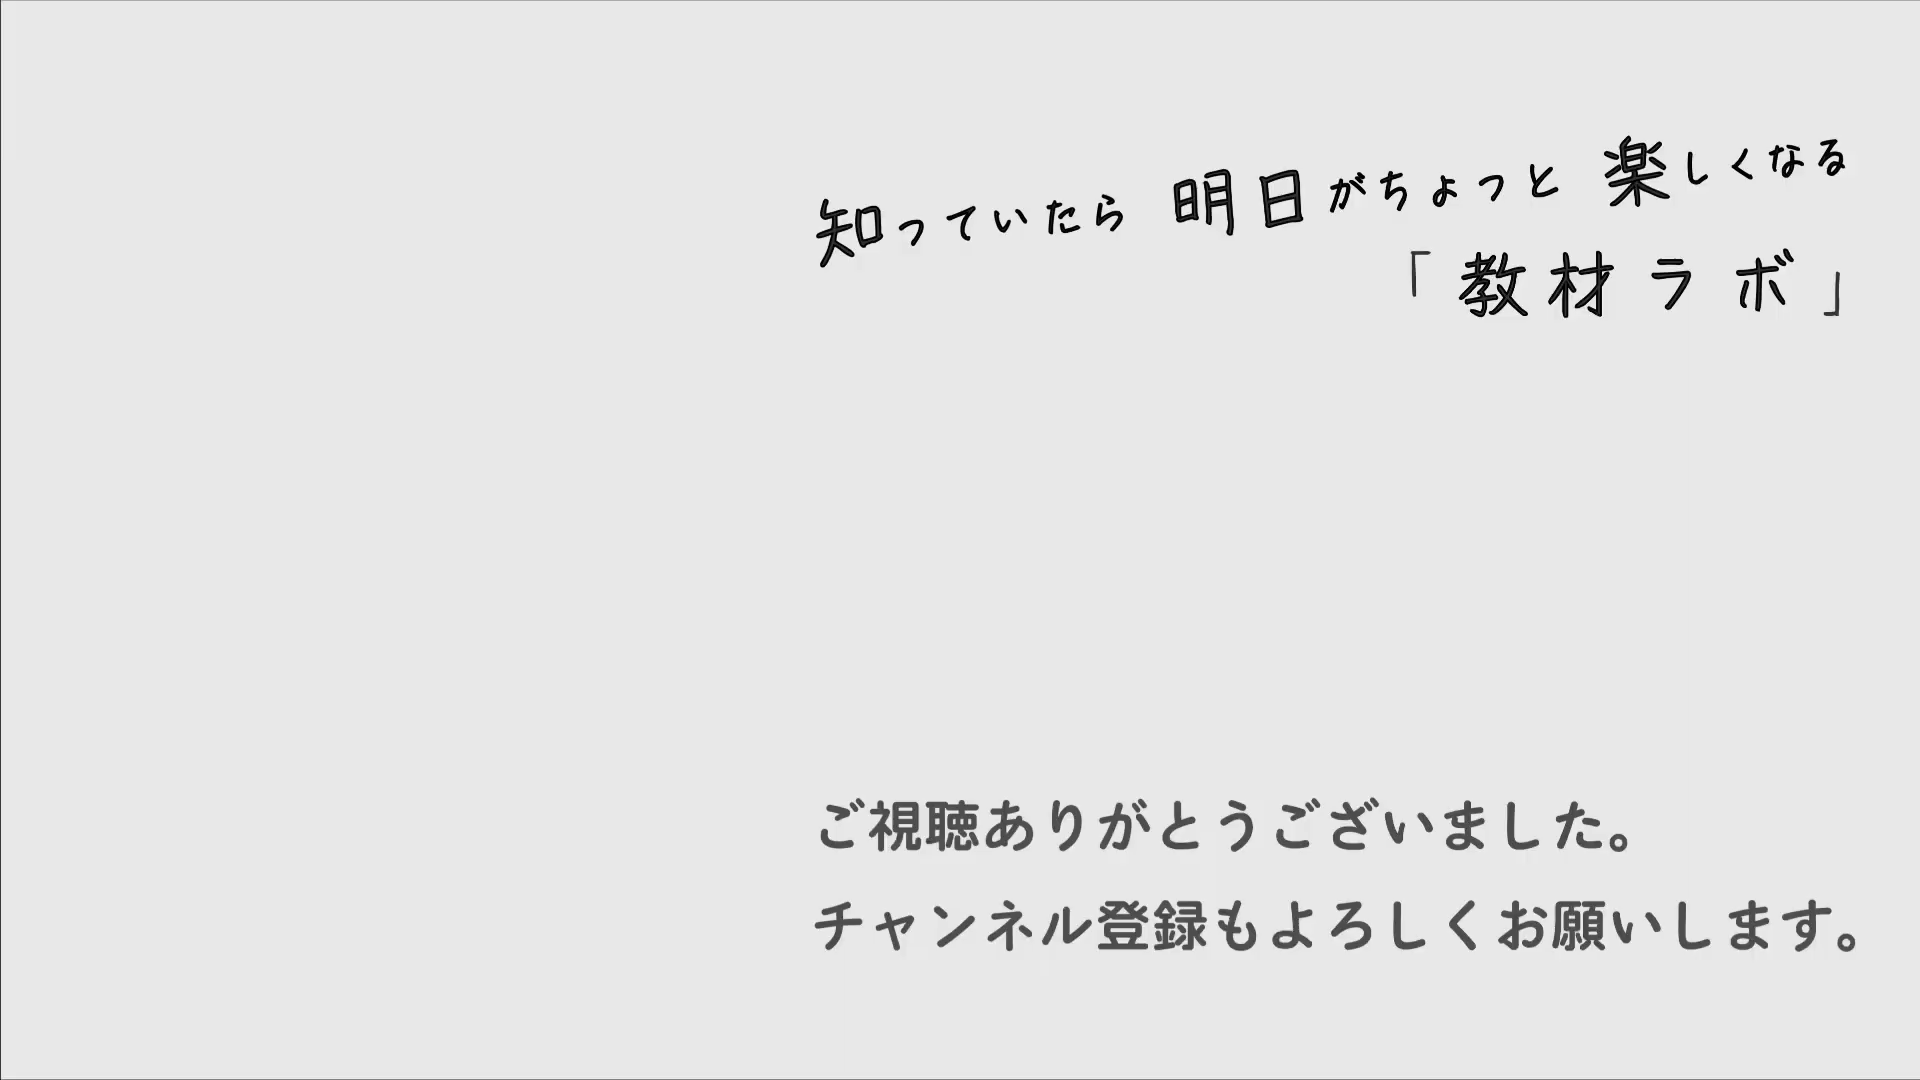 知っていたら 明日がちょっと 楽しくなる
「教材ラボ」
ご視聴ありがとうございました。
チャンネル登録もよろしくお願いします。